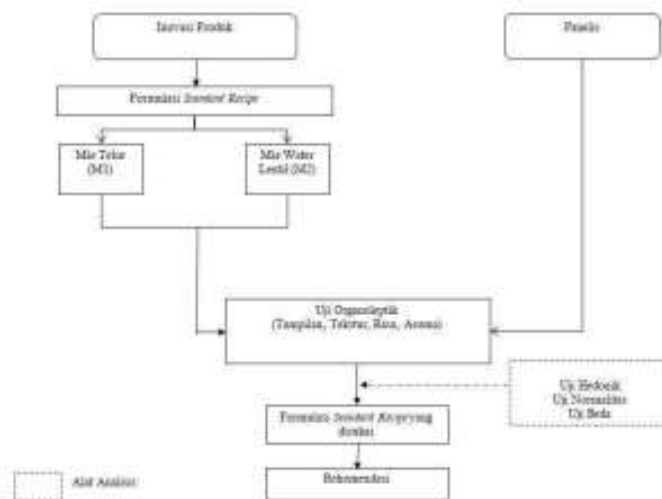 Inovasi Produk
Panelis
Formulasi Standard Recipe
Mie Telur
(M1)
Mie Water
Lentil (M2)
Uji Organoleptik
(Tampilan, Tekstur, Rasa, Aroma)
Uji Hedonik
Uji Normalitas
Uji Beda
Formulasi Standard Recipe yang
disukai
Rekomendasi
Alat Analisis